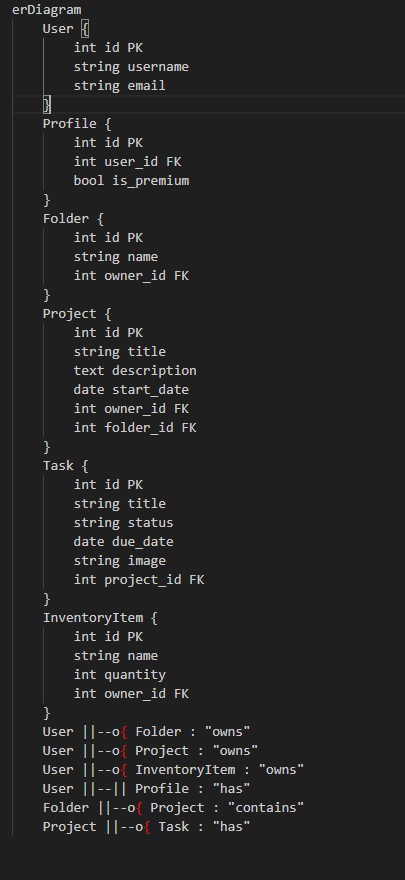 erDiagram
User {
int id PK
string username
string email
}
Profile {
int id PK
int user_id FK
bool is_premium
}
Folder {
int id PK
string name
int owner_id FK
}
Project {
int id PK
string title
text description
date start_date
int owner_id FK
int folder_id FK
}
Task {
int id PK
string title
string status
date due_date
string image
int project_id FK
}
InventoryItem {
int id PK
string name
int quantity
int owner_id FK
}
User ||--o{ Folder : "owns"
User ||--o{ Project : "owns"
User ||--o{ InventoryItem : "owns"
User ||--|| Profile : "has"
Folder ||--o{ Project : "contains"
Project ||--o{ Task : "has"